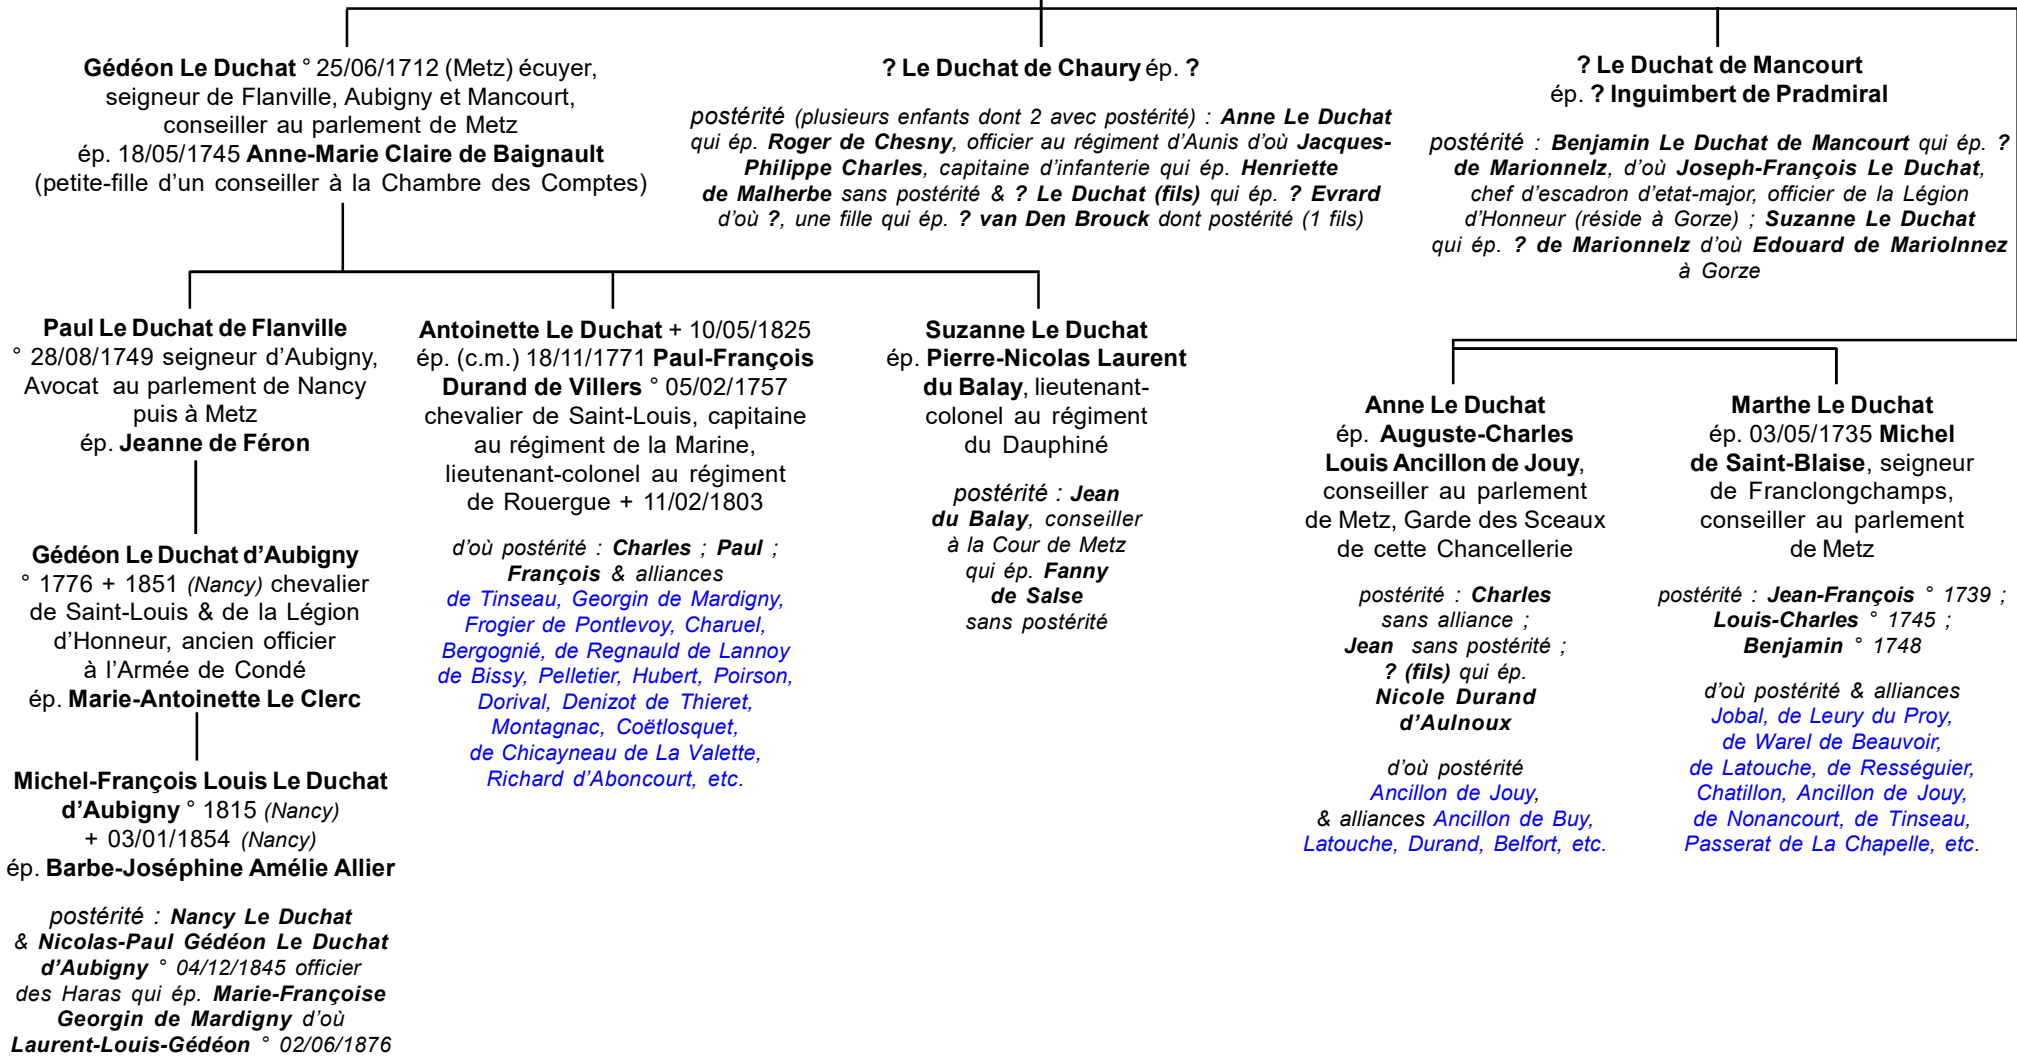 Gédéon Le Duchat ° 25/06/1712 (Metz) écuyer,
seigneur de Flanville, Aubigny et Mancourt,
conseiller au parlement de Metz
ép. 18/05/1745 Anne-Marie Claire de Baignault
(petite-fille d’un conseiller à la Chambre des Comptes)
? Le Duchat de Chaury ép. ?
postérité (plusieurs enfants dont 2 avec postérité) : Anne Le Duchat
qui ép. Roger de Chesny, officier au régiment d’Aunis d’où Jacques-
Philippe Charles, capitaine d’infanterie qui ép. Henriette
de Malherbe sans postérité & ? Le Duchat (fils) qui ép. ? Evrard
d’où ?, une fille qui ép. ? van Den Brouck dont postérité (1 fils)
? Le Duchat de Mancourt
ép. ? Inguimbert de Pradmiral
postérité : Benjamin Le Duchat de Mancourt qui ép. ?
de Marionnelz, d’où Joseph-François Le Duchat,
chef d’escadron d’etat-major, officier de la Légion
d’Honneur (réside à Gorze) ; Suzanne Le Duchat
qui ép. ? de Marionnelz d’où Edouard de Mariolnnez
à Gorze
Paul Le Duchat de Flanville
° 28/08/1749 seigneur d’Aubigny,
Avocat au parlement de Nancy
puis à Metz
ép. Jeanne de Féron
Gédéon Le Duchat d’Aubigny
° 1776 + 1851 (Nancy) chevalier
de Saint-Louis & de la Légion
d’Honneur, ancien officier
à l’Armée de Condé
ép. Marie-Antoinette Le Clerc
Michel-François Louis Le Duchat
d’Aubigny ° 1815 (Nancy)
+ 03/01/1854 (Nancy)
ép. Barbe-Joséphine Amélie Allier
postérité : Nancy Le Duchat
& Nicolas-Paul Gédéon Le Duchat
d’Aubigny ° 04/12/1845 officier
des Haras qui ép. Marie-Françoise
Georgin de Mardigny d’où
Laurent-Louis-Gédéon ° 02/06/1876
Antoinette Le Duchat + 10/05/1825
ép. (c.m.) 18/11/1771 Paul-François
Durand de Villers ° 05/02/1757
chevalier de Saint-Louis, capitaine
au régiment de la Marine,
lieutenant-colonel au régiment
de Rouergue + 11/02/1803
d’où postérité : Charles ; Paul ;
François & alliances
de Tinseau, Georgin de Mardigny,
Frogier de Pontlevoy, Charuel,
Bergognié, de Regnauld de Lannoy
de Bissy, Pelletier, Hubert, Poirson,
Dorival, Denizot de Thieret,
Montagnac, Coëtlosquet,
de Chicayneau de La Valette,
Richard d’Aboncourt, etc.
Suzanne Le Duchat
ép. Pierre-Nicolas Laurent
du Balay, lieutenant-
colonel au régiment
du Dauphiné
postérité : Jean
du Balay, conseiller
à la Cour de Metz
qui ép. Fanny
de Salse
sans postérité
Anne Le Duchat
ép. Auguste-Charles
Louis Ancillon de Jouy,
conseiller au parlement
de Metz, Garde des Sceaux
de cette Chancellerie
postérité : Charles
sans alliance ;
Jean sans postérité ;
? (fils) qui ép.
Nicole Durand
d’Aulnoux
d’où postérité
Ancillon de Jouy,
& alliances Ancillon de Buy,
Latouche, Durand, Belfort, etc.
Marthe Le Duchat
ép. 03/05/1735 Michel
de Saint-Blaise, seigneur
de Franclongchamps,
conseiller au parlement
de Metz
postérité : Jean-François ° 1739 ;
Louis-Charles ° 1745 ;
Benjamin ° 1748
d’où postérité & alliances
Jobal, de Leury du Proy,
de Warel de Beauvoir,
de Latouche, de Rességuier,
Chatillon, Ancillon de Jouy,
de Nonancourt, de Tinseau,
Passerat de La Chapelle, etc.